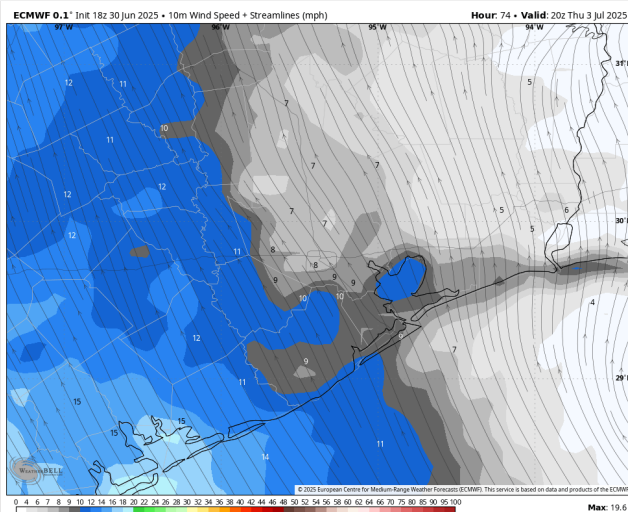 ECMWF 0.1° Init 18z 30 Jun 2025 • 10m Wind Speed + Streamlines (mph)
Hour: 74 • Valid: 20z Thu 3 Jul 2025
97°W 96°W 95°W 94°W
31°
12 11 5
7
10
11
7 7
12
12
7 5 6
30°
7 5
12
11 8
8
9 9 9
10 10
4
12
9 7
29°
11
15
15
15
11
14
WEATHERBELL
© 2025 European Centre for Medium-Range Weather Forecasts (ECMWF). This service is based on data and products of the ECMWF
0 4 5 6 7 8 9 10 12 14 16 18 20 22 24 26 28 30 32 34 36 38 40 42 44 46 48 50 52 54 56 58 60 65 70 75 80 85 90 95 100
Max: 19.6